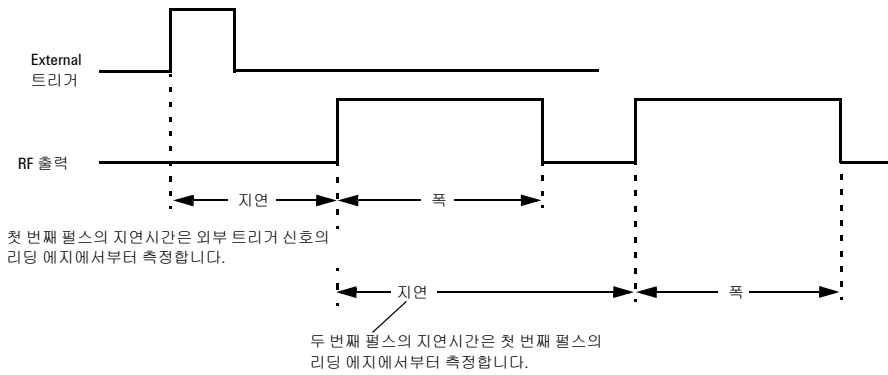 External
트리거
RF 출력
지연
폭
첫 번째 펄스의 지연시간은 외부 트리거 신호의
리딩 에지에서부터 측정합니다.
지연
폭
두 번째 펄스의 지연시간은 첫 번째 펄스의
리딩 에지에서부터 측정합니다.